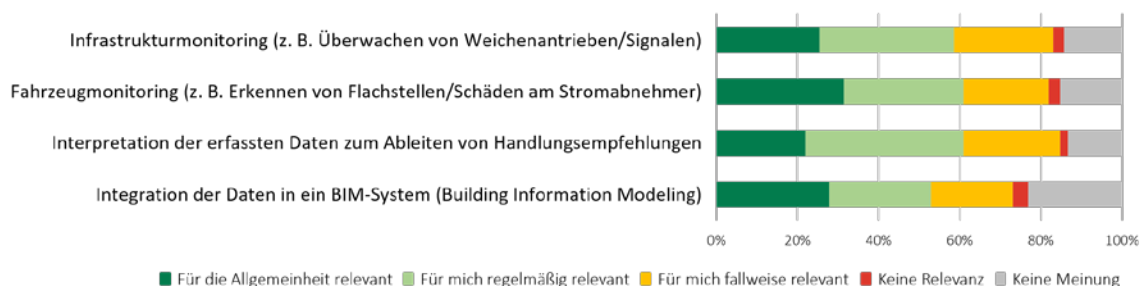 Infrastrukturmonitoring (z. B. Überwachen von Weichenantrieben/Signalen)
Fahrzeugmonitoring (z. B. Erkennen von Flachstellen/Schäden am Stromabnehmer)
Interpretation der erfassten Daten zum Ableiten von Handlungsempfehlungen
Integration der Daten in ein BIM-System (Building Information Modeling)
0% 20% 40% 60% 80% 100%
Für die Allgemeinheit relevant Für mich regelmäßig relevant Für mich fallweise relevant Keine Relevanz Keine Meinung